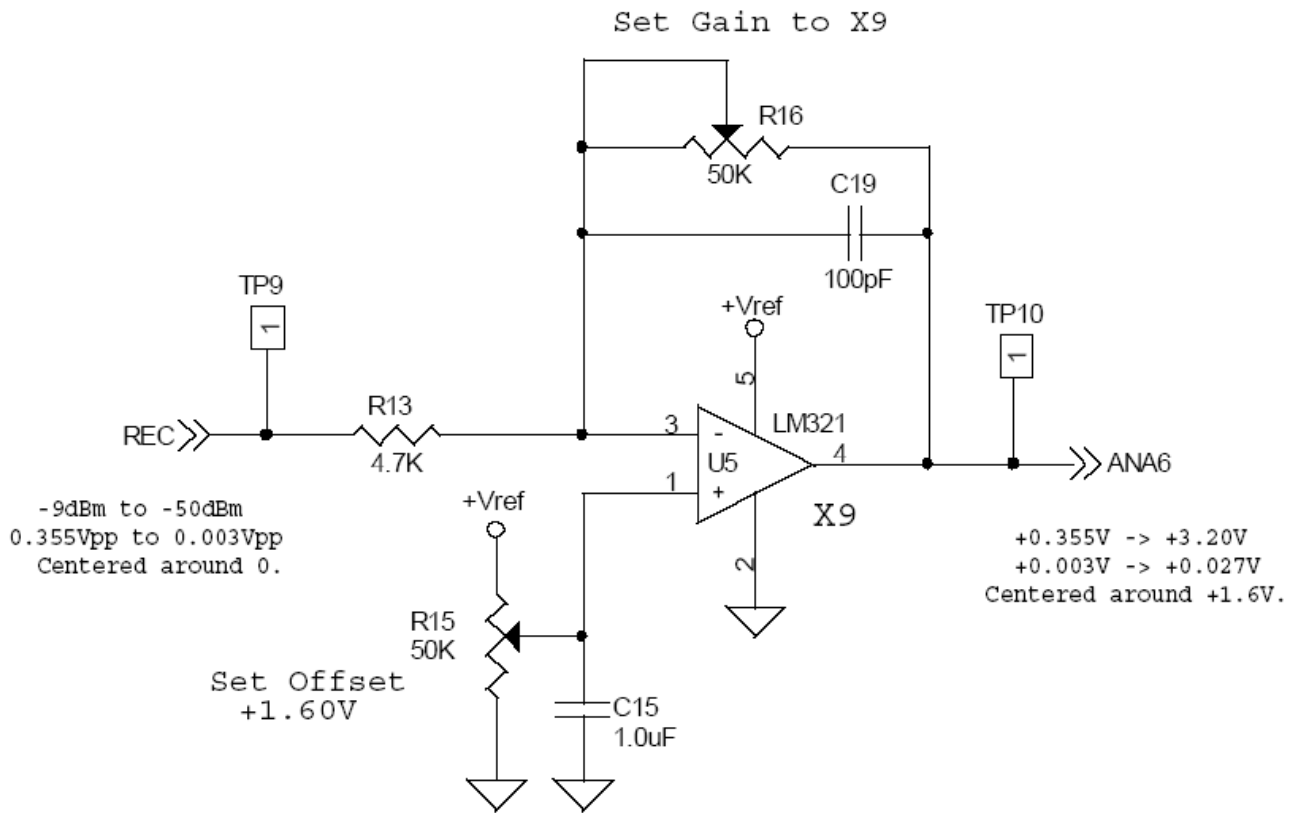 Set Gain to X9
R16
50K
C19
100pF
TP9
1
+Vref
TP10
1
5
R13
LM321
REC
3
-
U5
4
ANA6
4.7K
1
+
X9
+Vref
-9dBm to -50dBm
0.355Vpp to 0.003Vpp
Centered around 0.
2
+0.355V -> +3.20V
+0.003V -> +0.027V
Centered around +1.6V.
R15
50K
Set Offset
+1.60V
C15
1.0uF